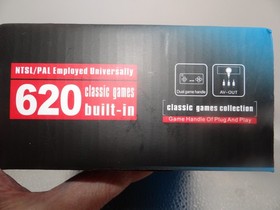 NTSL/PAL Employed Universally
620 classic games
built-in
Dual game handle
AV-OUT
classic games collection
Game Handle Of Plug And Play